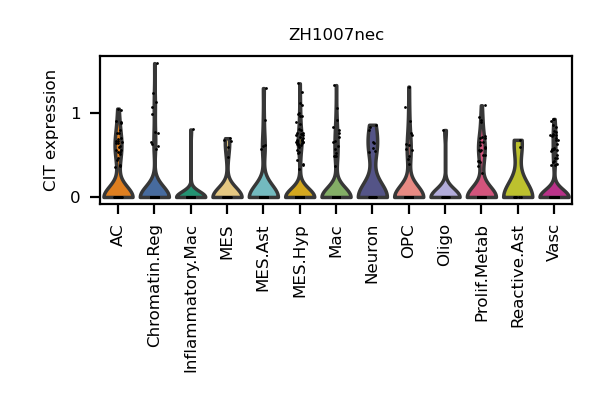 ZH1007nec
CIT expression
1
0
AC
Chromatin.Reg
Inflammatory.Mac
MES
MES.Ast
MES.Hyp
Mac
Neuron
OPC
Oligo
Prolif.Metab
Reactive.Ast
Vasc